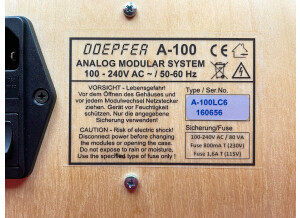 DOEPFER A-100
ANALOG MODULAR SYSTEM
100 - 240V AC ~ / 50-60 Hz
VORSICHT - Lebensgefahr!
Vor dem Öffnen des Gehäuses und
vor jedem Modulwechsel Netzstecker
ziehen. Gerät vor Feuchtigkeit
schützen. Nur die angegebene
Sicherung verwenden!
CAUTION - Risk of electric shock!
Disconnect power before changing
the modules or opening the case.
Do not expose to rain or moisture.
Use the specified type of fuse only!
Type / Ser.No.
A-100LC6
160656
Sicherung/Fuse
100-240V AC / 80 VA
Fuse 800mA T (230V)
Fuse 1,6A T (115V)